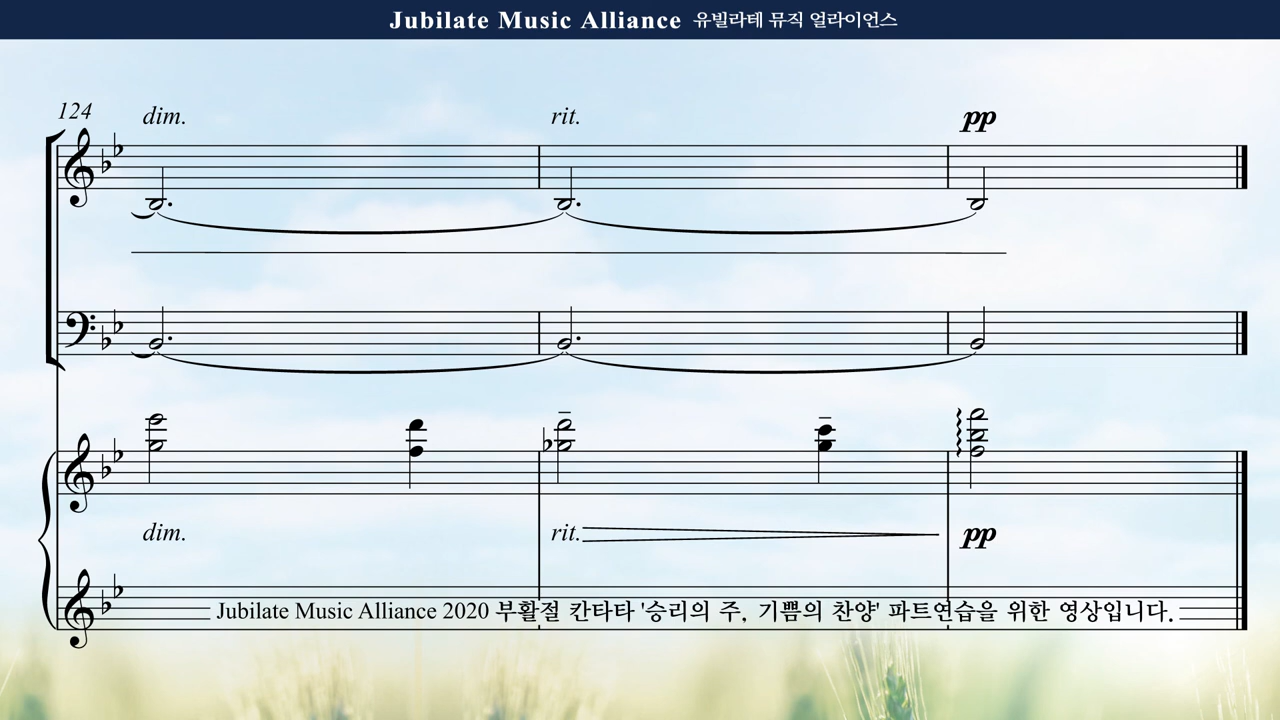 Jubilate Music Alliance 유빌라테 뮤직 얼라이언스
124 dim. rit. pp
dim. rit. pp
Jubilate Music Alliance 2020 부활절 칸타타 '승리의 주, 기쁨의 찬양' 파트연습을 위한 영상입니다.